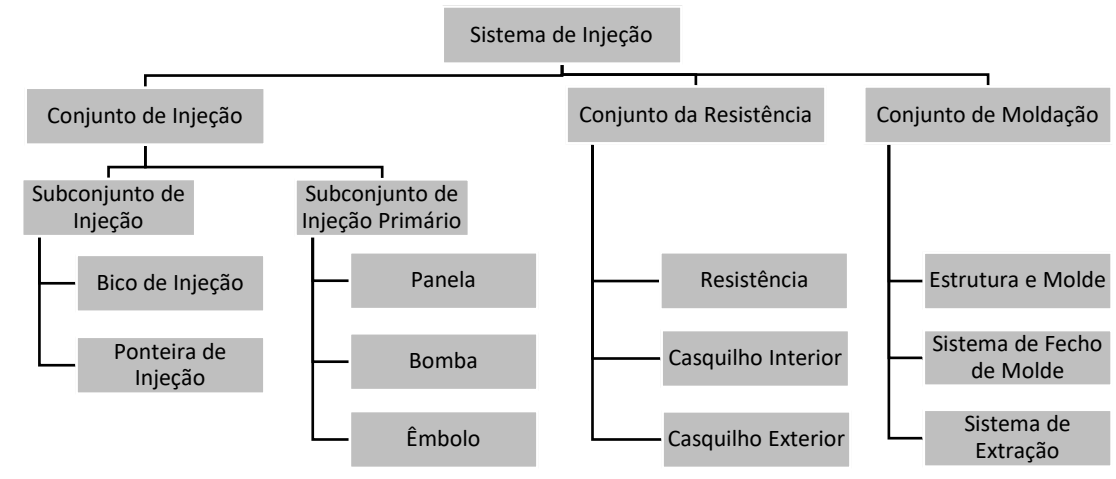 Sistema de Injeção
Conjunto de Injeção
Conjunto da Resistência
Conjunto de Moldação
Subconjunto de
Injeção
Subconjunto de
Injeção Primário
Bico de Injeção
Ponteira de
Injeção
Panela
Bomba
Êmbolo
Resistência
Casquilho Interior
Casquilho Exterior
Estrutura e Molde
Sistema de Fecho
de Molde
Sistema de
Extração